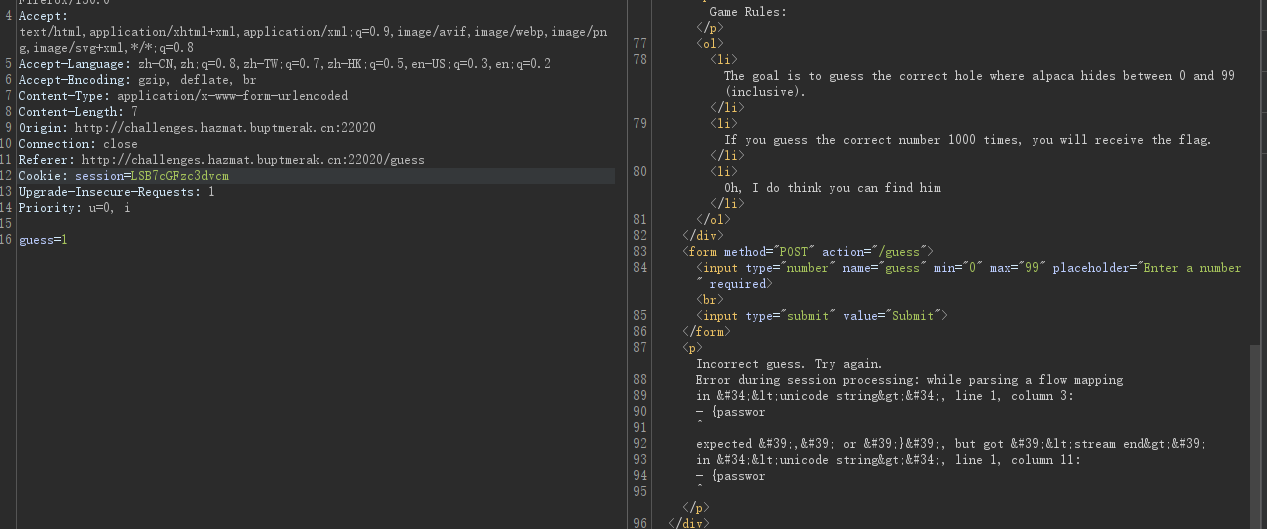 Firefox/130.0
4 Accept:
text/html,application/xhtml+xml,application/xml;q=0.9,image/avif,image/webp,image/pn
g,image/svg+xml,*/*;q=0.8
5 Accept-Language: zh-CN,zh;q=0.8,zh-TW;q=0.7,zh-HK;q=0.5,en-US;q=0.3,en;q=0.2
6 Accept-Encoding: gzip, deflate, br
7 Content-Type: application/x-www-form-urlencoded
8 Content-Length: 7
9 Origin: http://challenges.hazmat.buptmerak.cn:22020
10 Connection: close
11 Referer: http://challenges.hazmat.buptmerak.cn:22020/guess
12 Cookie: session=LSB7cGFzc3dvcm
13 Upgrade-Insecure-Requests: 1
14 Priority: u=0, i
15
16 guess=1
Game Rules:
</p>
77 <ol>
78 <li>
The goal is to guess the correct hole where alpaca hides between 0 and 99
(inclusive).
</li>
79 <li>
If you guess the correct number 1000 times, you will receive the flag.
</li>
80 <li>
Oh, I do think you can find him
</li>
81 </ol>
82 </div>
83 <form method="POST" action="/guess">
84 <input type="number" name="guess" min="0" max="99" placeholder="Enter a number
" required>
<br>
85 <input type="submit" value="Submit">
86 </form>
87 <p>
Incorrect guess. Try again.
88 Error during session processing: while parsing a flow mapping
89 in &#34;&lt;unicode string&gt;&#34;, line 1, column 3:
90 - {passwor
91 ^
92 expected &#39;,&#39; or &#39;}&#39;, but got &#39;&lt;stream end&gt;&#39;
93 in &#34;&lt;unicode string&gt;&#34;, line 1, column 11:
94 - {passwor
95 ^
</p>
96 </div>